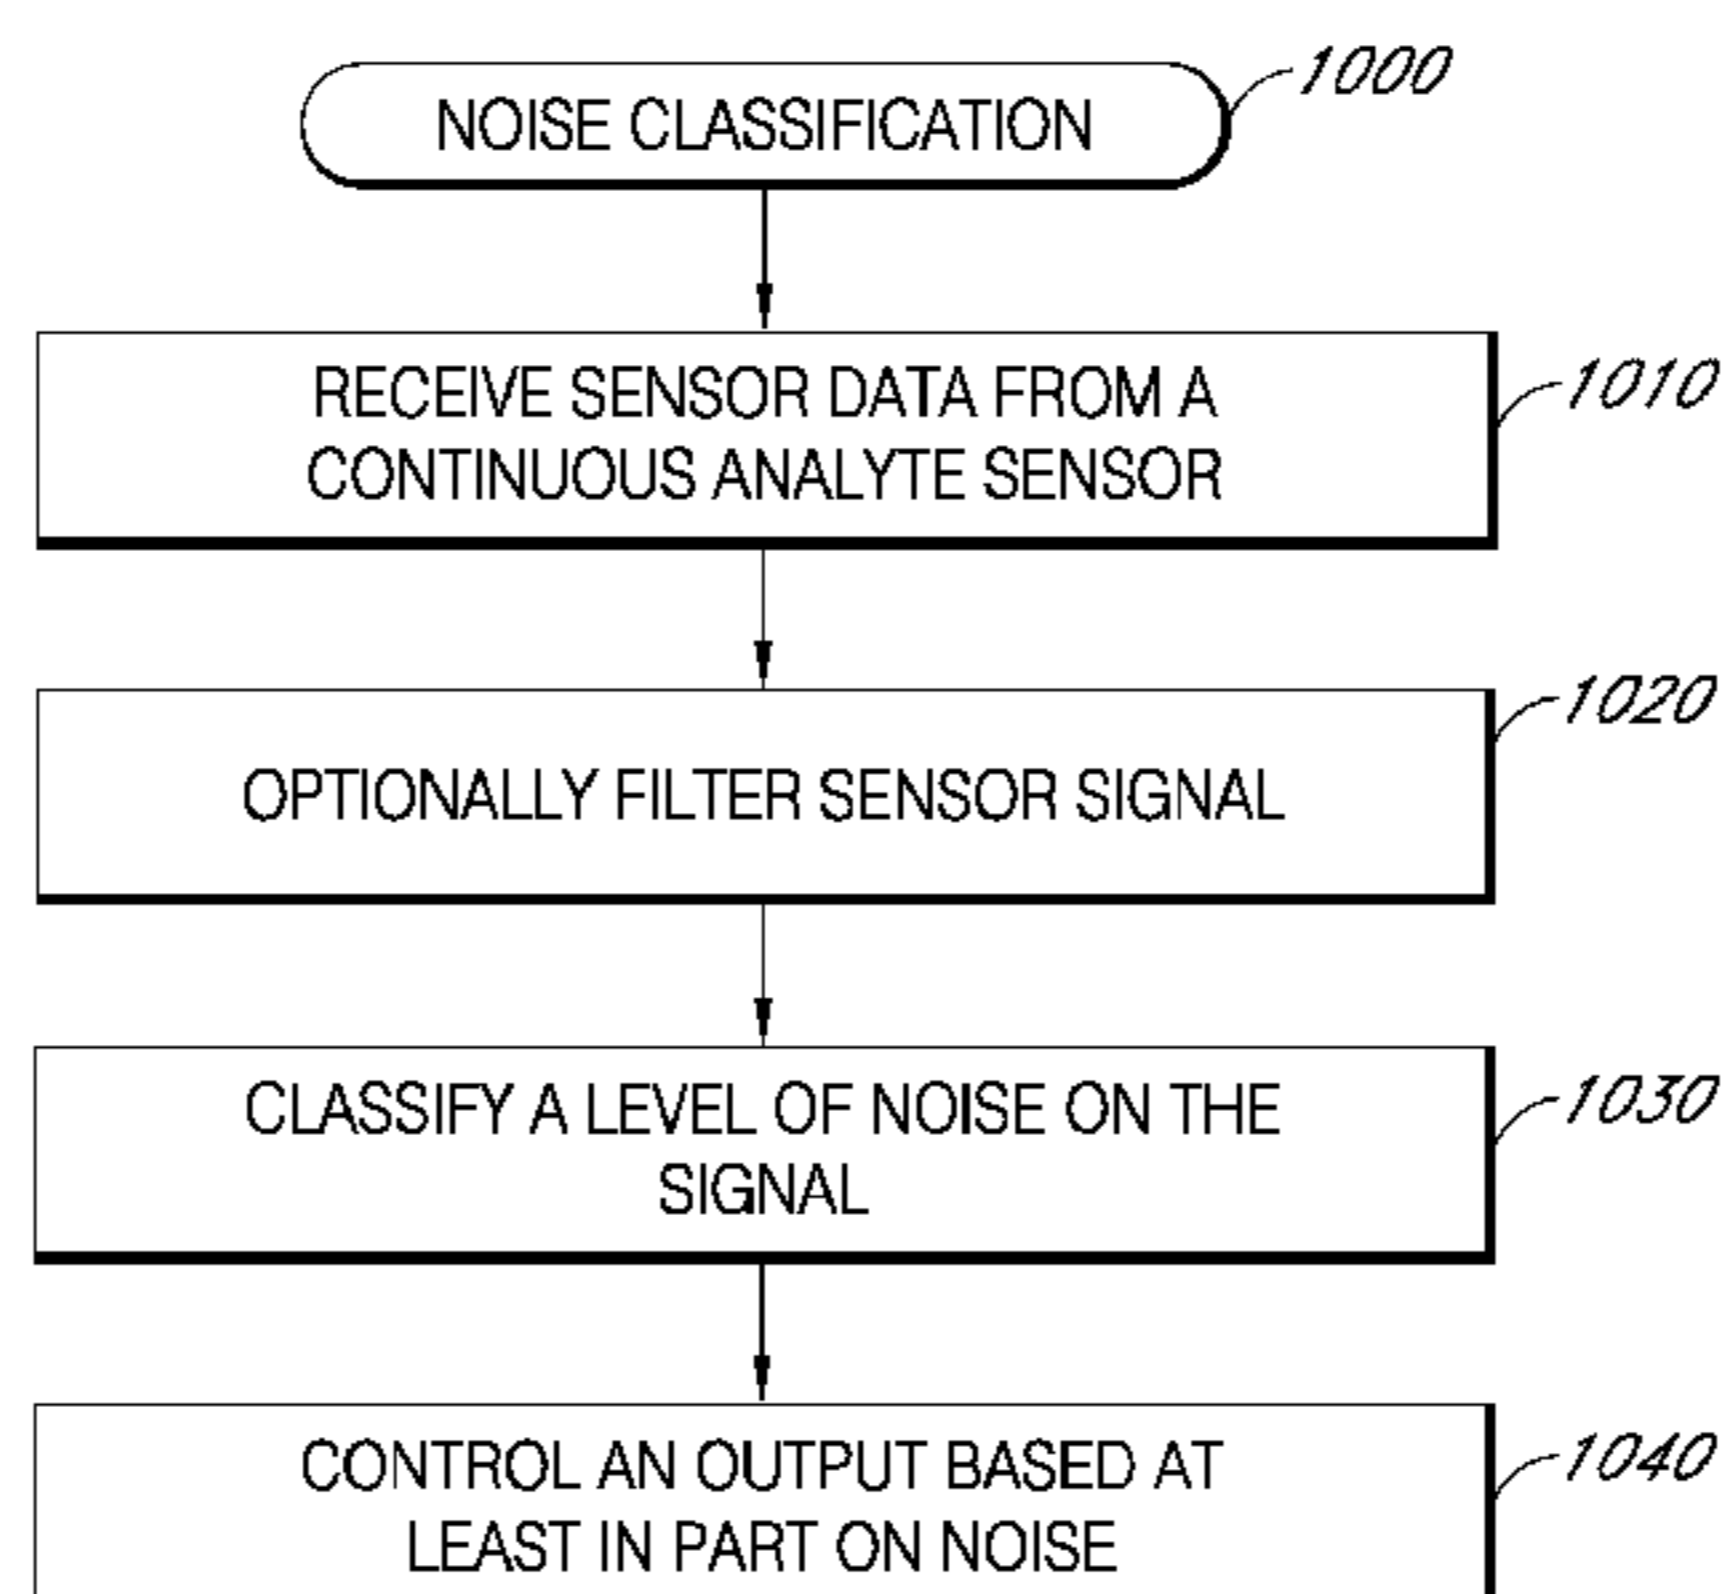 1000
NOISE CLASSIFICATION
1010
RECEIVE SENSOR DATA FROM A
CONTINUOUS ANALYTE SENSOR
1020
OPTIONALLY FILTER SENSOR SIGNAL
1030
CLASSIFY A LEVEL OF NOISE ON THE
SIGNAL
1040
CONTROL AN OUTPUT BASED AT
LEAST IN PART ON NOISE